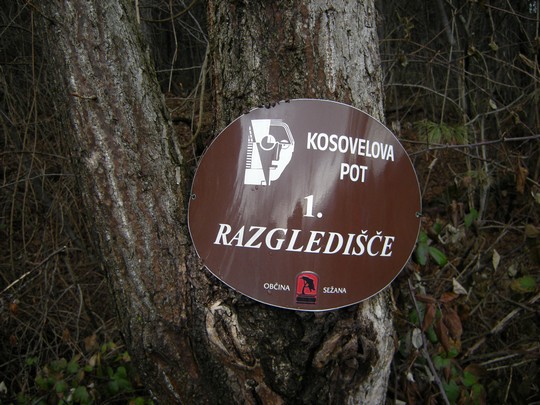 KOSOVELOVA
POT
1.
RAZGLEDIŠČE
OBČINA SEŽANA